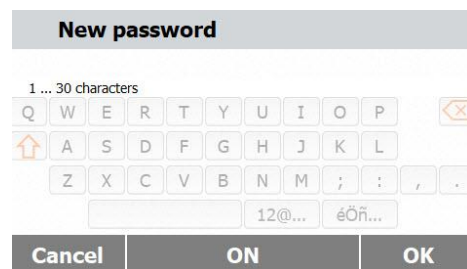 New password
1 ... 30 characters
Q W E R T Y U I O P
A S D F G H J K L
Z X C V B N M ; : , .
12@... éÖñ...
Cancel ON OK